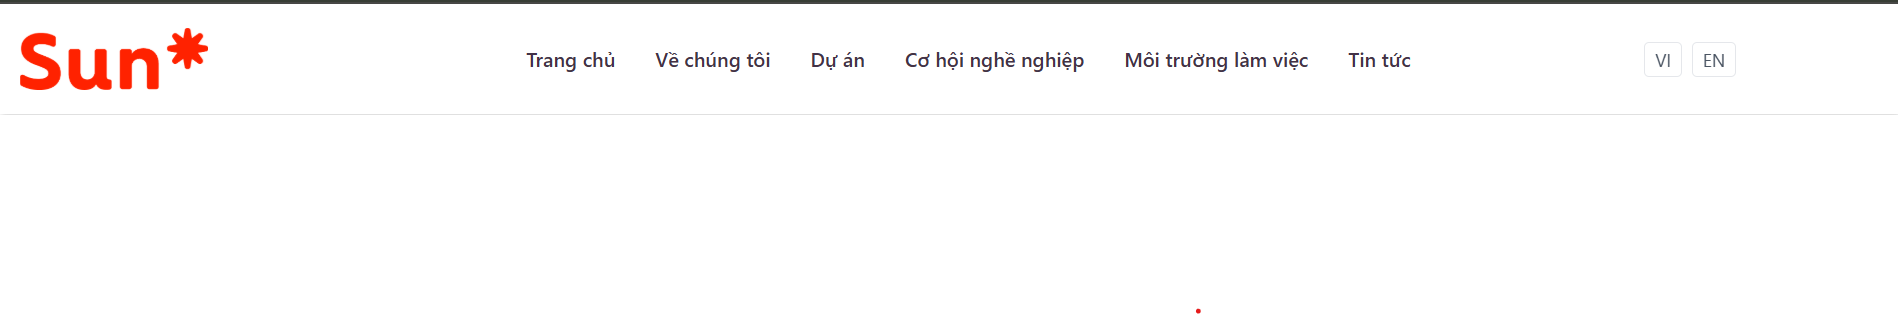 Sun*
Trang chủ Về chúng tôi Dự án Cơ hội nghề nghiệp Môi trường làm việc Tin tức VI EN